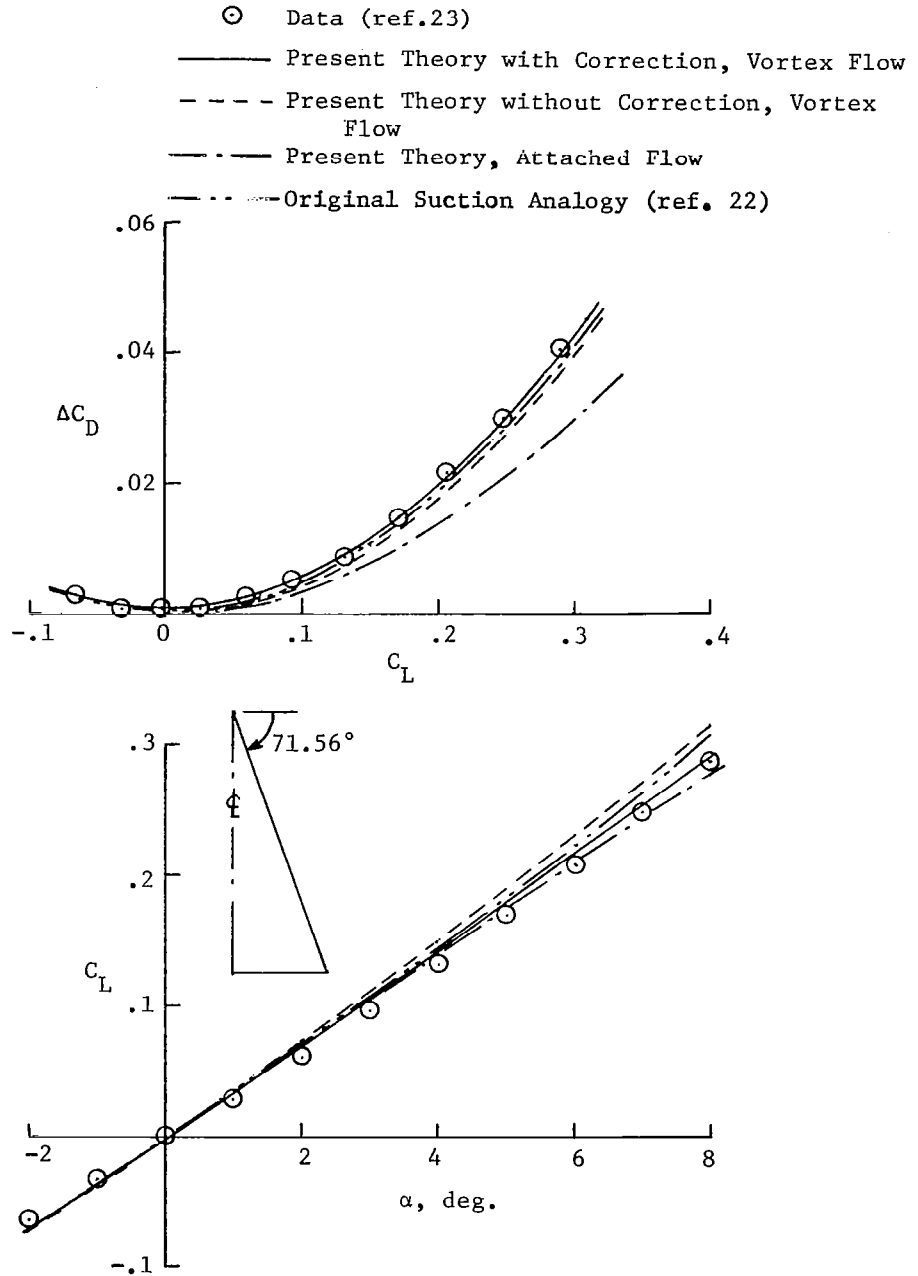 Data (ref.23)
Present Theory with Correction, Vortex Flow
Present Theory without Correction, Vortex
Flow
Present Theory, Attached Flow
Original Suction Analogy (ref. 22)
.06
.04
ΔC_D
.02
-.1 0 .1 .2 .3 .4
C_L
.3
71.56°
℄
.2
C_L
.1
-2 2 4 6 8
α, deg.
-.1